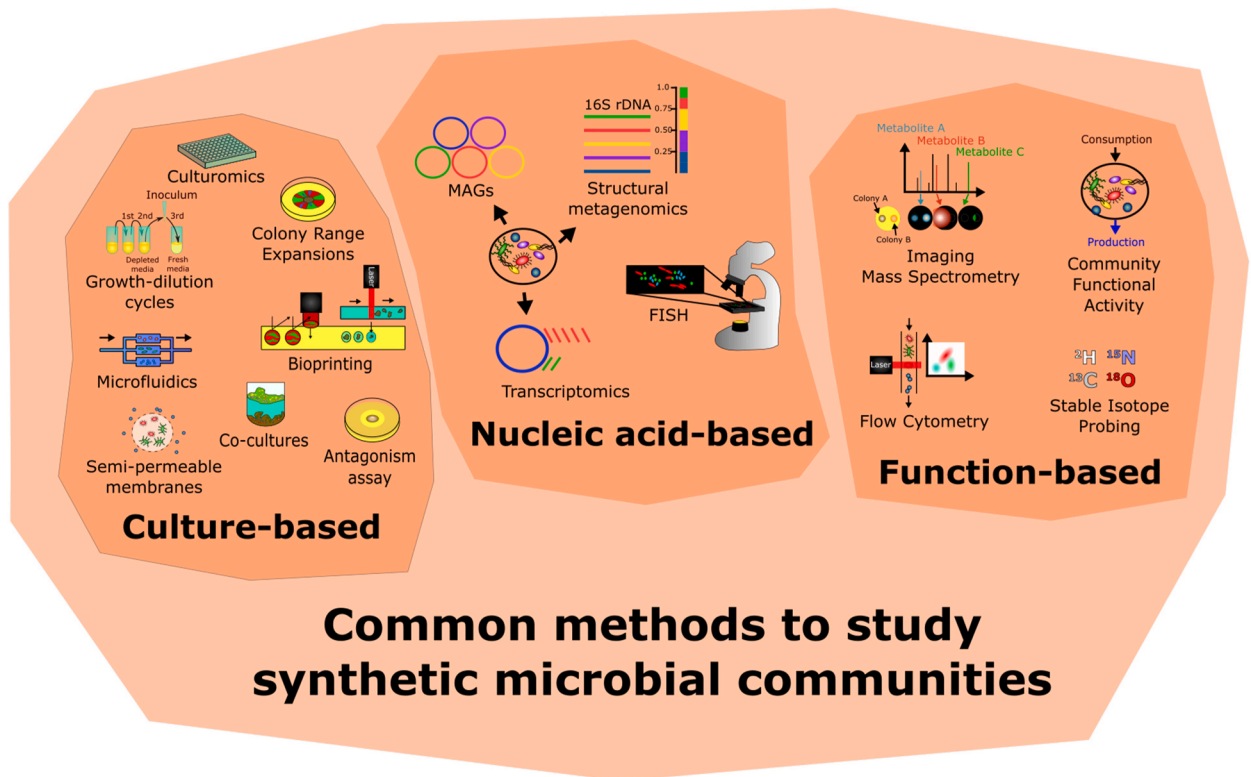 Culturomics
Inoculum
1st 2nd 3rd
Depleted
media
Fresh
media
Growth-dilution
cycles
Colony Range
Expansions
Laser
Bioprinting
Microfluidics
Co-cultures
Semi-permeable
membranes
Antagonism
assay
Culture-based
MAGs
16S rDNA
1.0
0.75
0.50
0.25
Structural
metagenomics
FISH
Transcriptomics
Nucleic acid-based
Metabolite A
Metabolite B
Metabolite C
Colony A
Colony B
Imaging
Mass Spectrometry
Consumption
Production
Community
Functional
Activity
Laser
Flow Cytometry
²H ¹⁵N
¹³C ¹⁸O
Stable Isotope
Probing
Function-based
Common methods to study
synthetic microbial communities